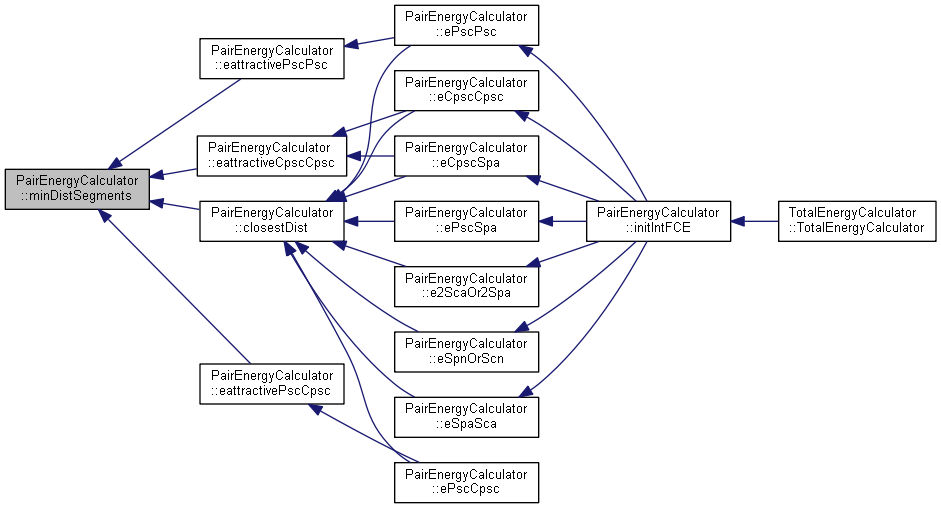 PairEnergyCalculator
::minDistSegments
PairEnergyCalculator
::eattractivePscPsc
PairEnergyCalculator
::eattractiveCpscCpsc
PairEnergyCalculator
::closestDist
PairEnergyCalculator
::eattractivePscCpsc
PairEnergyCalculator
::ePscPsc
PairEnergyCalculator
::eCpscCpsc
PairEnergyCalculator
::eCpscSpa
PairEnergyCalculator
::ePscSpa
PairEnergyCalculator
::e2ScaOr2Spa
PairEnergyCalculator
::eSpnOrScn
PairEnergyCalculator
::eSpaSca
PairEnergyCalculator
::ePscCpsc
PairEnergyCalculator
::initIntFCE
TotalEnergyCalculator
::TotalEnergyCalculator